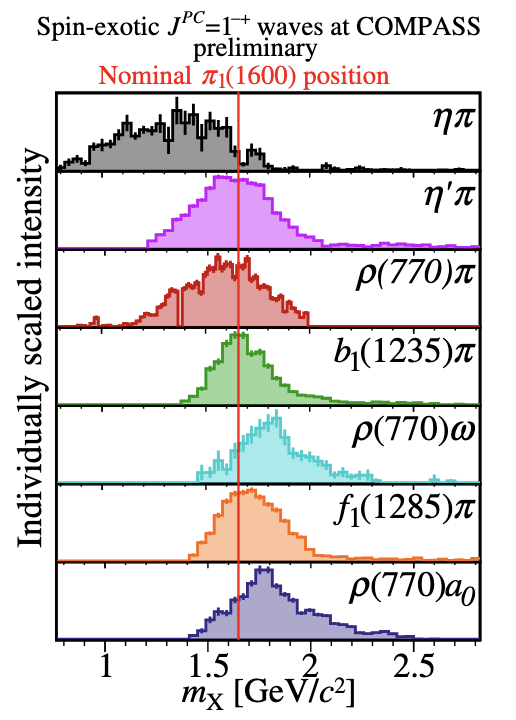 Spin-exotic J^{PC}=1^{-+} waves at COMPASS
preliminary
Nominal π₁(1600) position
Individually scaled intensity
ηπ
η′π
ρ(770)π
b₁(1235)π
ρ(770)ω
f₁(1285)π
ρ(770)a₀
1 1.5 2 2.5
m_X [GeV/c²]